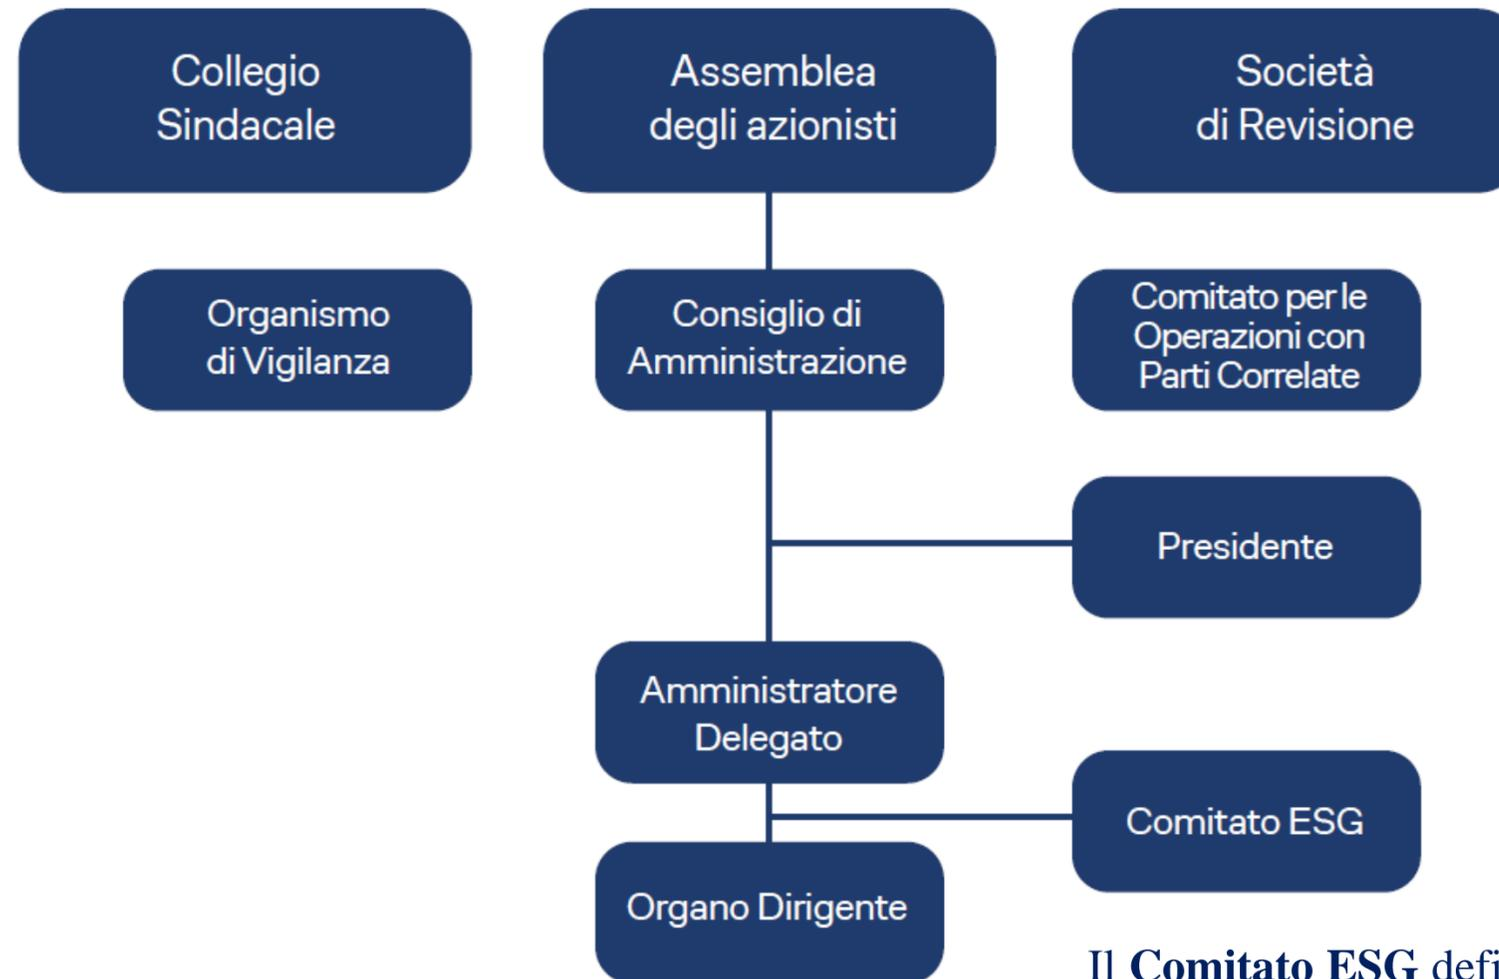 Collegio
Sindacale
Assemblea
degli azionisti
Società
di Revisione
Organismo
di Vigilanza
Consiglio di
Amministrazione
Comitato per le
Operazioni con
Parti Correlate
Presidente
Amministratore
Delegato
Comitato ESG
Organo Dirigente
Il Comitato ESG